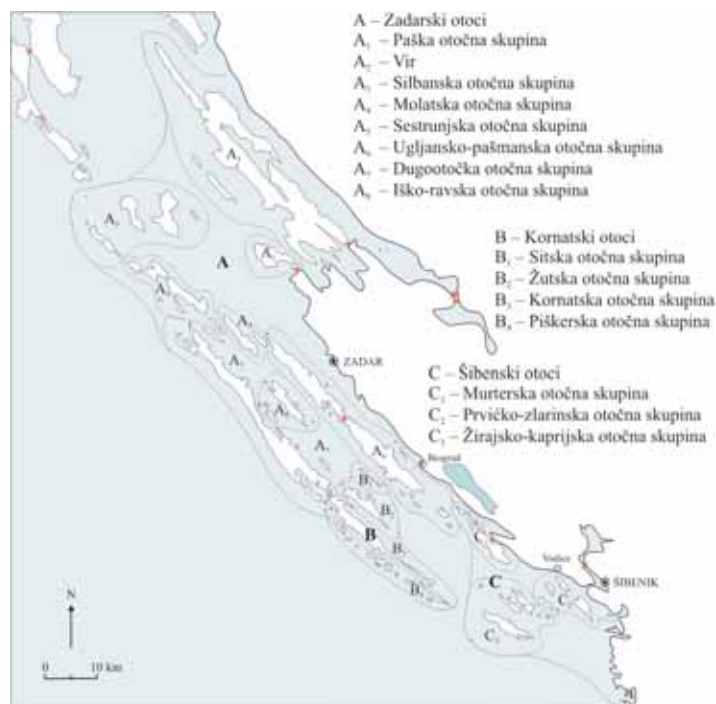 A – Zadarski otoci
A₁ – Paška otočna skupina
A₂ – Vir
A₃ – Silbanska otočna skupina
A₄ – Molatska otočna skupina
A₅ – Sestrunjska otočna skupina
A₆ – Ugljansko-pašmanska otočna skupina
A₇ – Dugootočka otočna skupina
A₈ – Iško-ravska otočna skupina
B – Kornatski otoci
B₁ – Sitska otočna skupina
B₂ – Žutska otočna skupina
B₃ – Kornatska otočna skupina
B₄ – Piškerska otočna skupina
C – Šibenski otoci
C₁ – Murterska otočna skupina
C₂ – Prvićko-zlarinska otočna skupina
C₃ – Žirajsko-kaprijska otočna skupina
A
ZADAR
Biograd
B
Vodice
C
ŠIBENIK
N
0 10 km